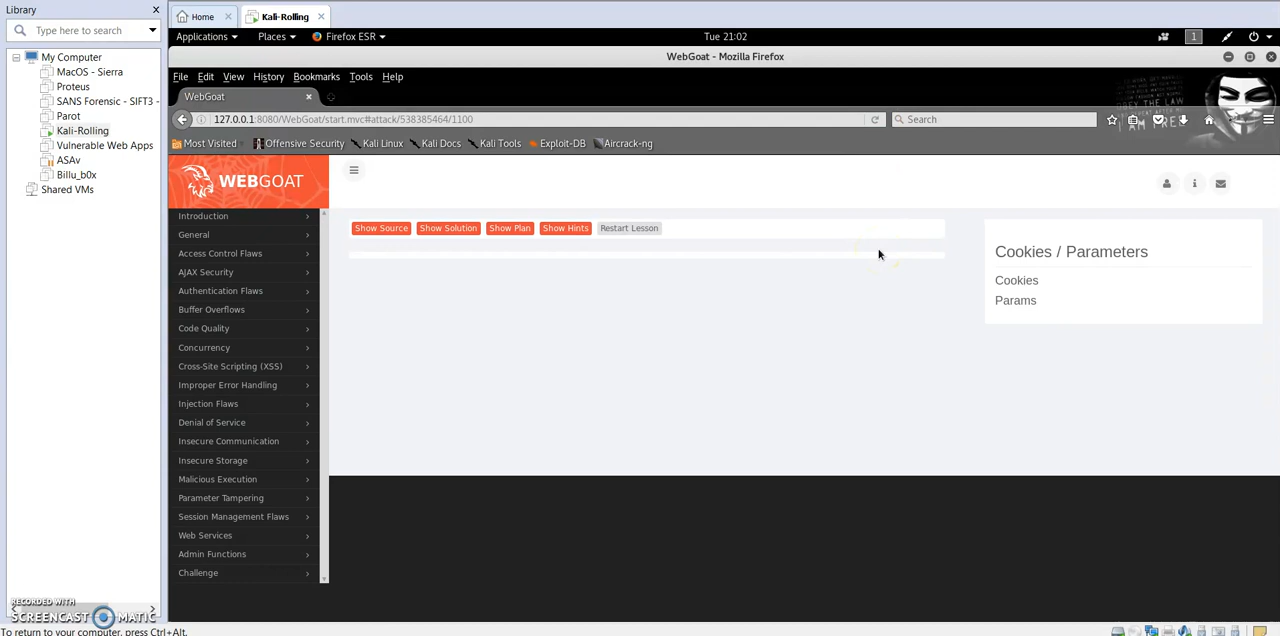 Library
Home
Kali-Rolling
Type here to search
Applications
Places
Firefox ESR
Tue 21:02
1
WebGoat - Mozilla Firefox
My Computer
MacOS - Sierra
Proteus
SANS Forensic - SIFT3 -
Parot
Kali-Rolling
Vulnerable Web Apps
ASAv
Billu_b0x
Shared VMs
File Edit View History Bookmarks Tools Help
WebGoat
127.0.0.1:8080/WebGoat/start.mvc#attack/538385464/1100
Search
Most Visited
Offensive Security
Kali Linux
Kali Docs
Kali Tools
Exploit-DB
Aircrack-ng
WEBGOAT
Introduction
General
Access Control Flaws
AJAX Security
Authentication Flaws
Buffer Overflows
Code Quality
Concurrency
Cross-Site Scripting (XSS)
Improper Error Handling
Injection Flaws
Denial of Service
Insecure Communication
Insecure Storage
Malicious Execution
Parameter Tampering
Session Management Flaws
Web Services
Admin Functions
Challenge
Show Source
Show Solution
Show Plan
Show Hints
Restart Lesson
Cookies / Parameters
Cookies
Params
RECORDED WITH
SCREENCAST MATIC
To return to your computer, press Ctrl+Alt.